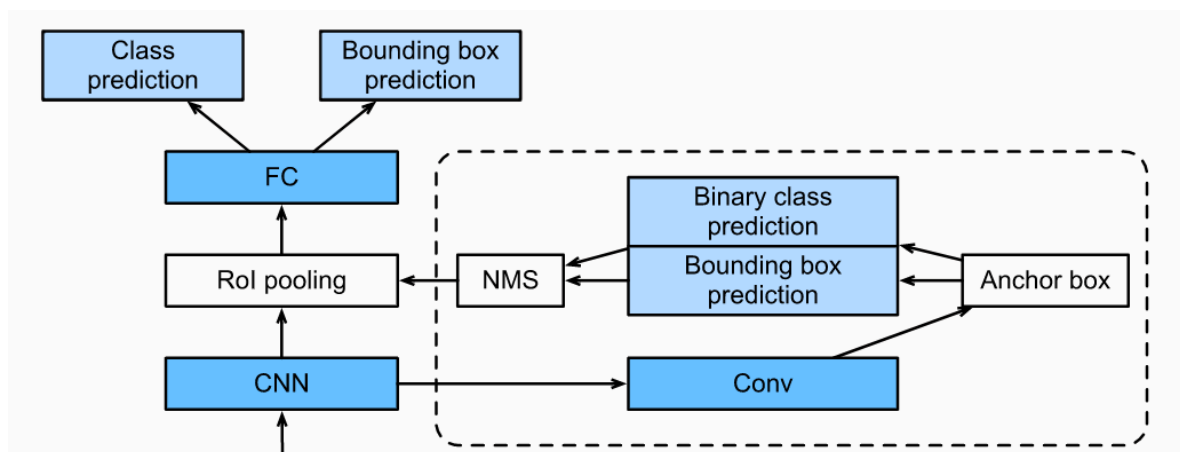 Class
prediction
Bounding box
prediction
FC
Binary class
prediction
RoI pooling
NMS
Bounding box
prediction
Anchor box
CNN
Conv